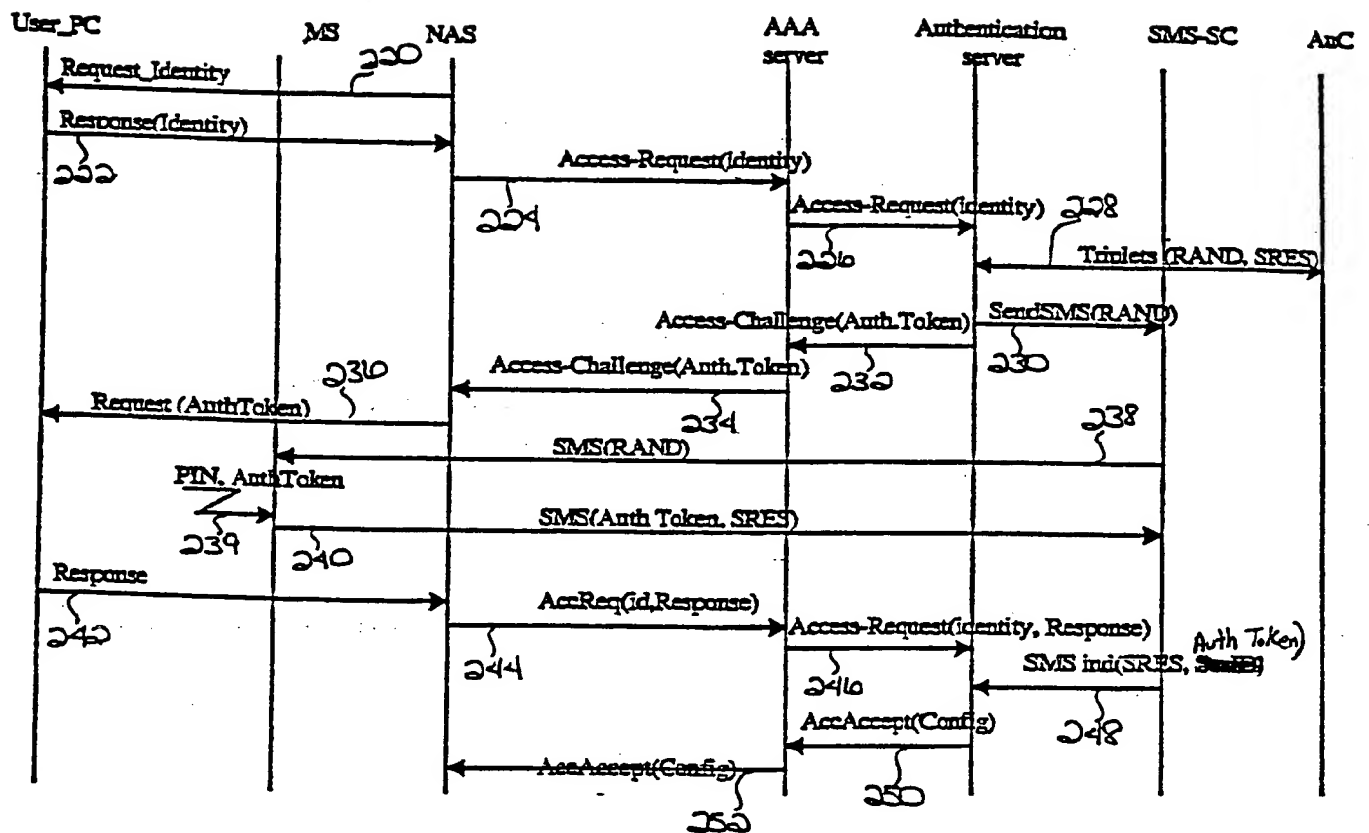 User_PC MS NAS AAA server Authentication server SMS-SC AuC
220
Request_Identity
Response(Identity)
222
Access-Request(identity)
224
Access-Request(identity)
226
228
Triplets (RAND, SRES)
SendSMS(RAND)
230
Access-Challenge(Auth.Token)
232
Access-Challenge(Auth.Token)
234
236
Request (AuthToken)
238
SMS(RAND)
PIN, AuthToken
239
SMS(Auth Token, SRES)
240
Response
242
AccReq(id,Response)
244
Access-Request(identity, Response)
246
Auth Token)
SMS ind(SRES,
248
AccAccept(Config)
250
AccAccept(Config)
252